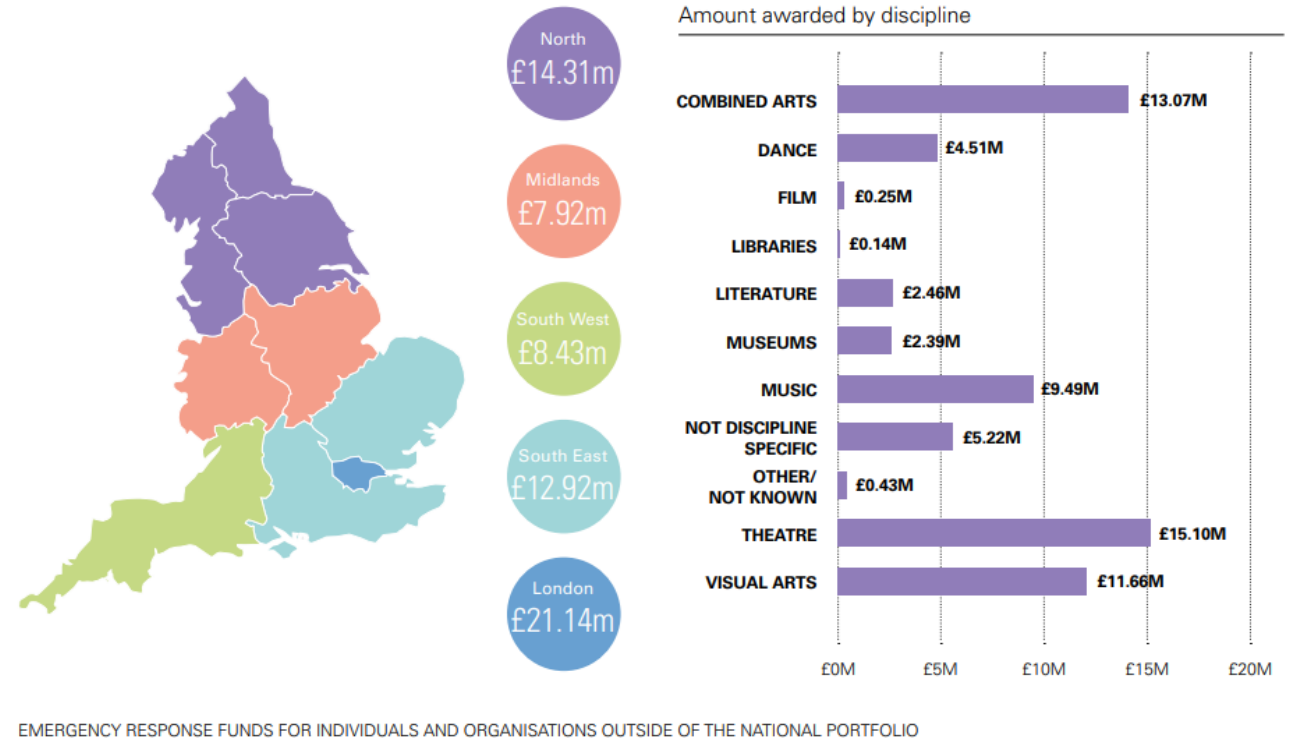 North
£14.31m
Midlands
£7.92m
South West
£8.43m
South East
£12.92m
London
£21.14m
Amount awarded by discipline
COMBINED ARTS £13.07M
DANCE £4.51M
FILM £0.25M
LIBRARIES £0.14M
LITERATURE £2.46M
MUSEUMS £2.39M
MUSIC £9.49M
NOT DISCIPLINE
SPECIFIC £5.22M
OTHER/
NOT KNOWN £0.43M
THEATRE £15.10M
VISUAL ARTS £11.66M
£0M £5M £10M £15M £20M
EMERGENCY RESPONSE FUNDS FOR INDIVIDUALS AND ORGANISATIONS OUTSIDE OF THE NATIONAL PORTFOLIO